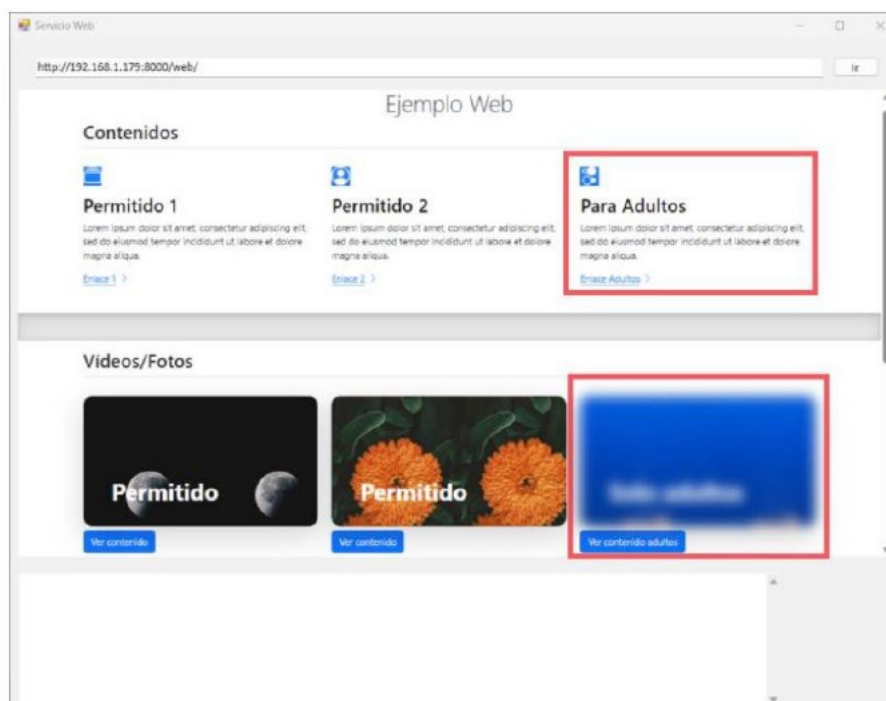 Servicio Web
http://192.168.1.179:8000/web/
Ir
Ejemplo Web
Contenidos
Permitido 1
Lorem ipsum dolor sit amet, consectetur adipiscing elit,
sed do eiusmod tempor incididunt ut labore et dolore
magna aliqua.
Enlace 1 >
Permitido 2
Lorem ipsum dolor sit amet, consectetur adipiscing elit,
sed do eiusmod tempor incididunt ut labore et dolore
magna aliqua.
Enlace 2 >
Para Adultos
Lorem ipsum dolor sit amet, consectetur adipiscing elit,
sed do eiusmod tempor incididunt ut labore et dolore
magna aliqua.
Enlace Adultos >
Vídeos/Fotos
Permitido
Ver contenido
Permitido
Ver contenido
Solo adultos
Ver contenido adultos